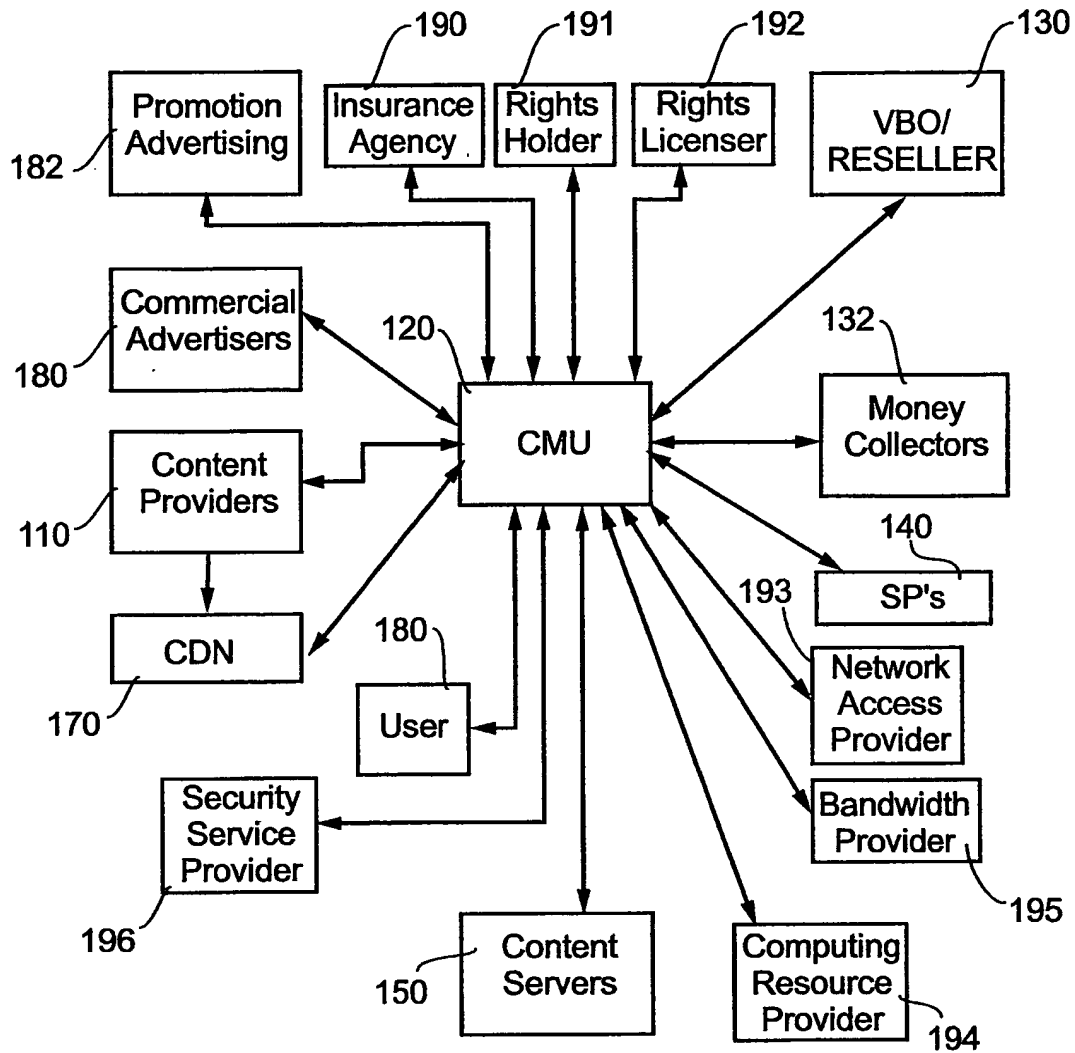 190
191
192
130
Promotion
Advertising
Insurance
Agency
Rights
Holder
Rights
Licenser
VBO/
RESELLER
182
Commercial
Advertisers
180
120
132
CMU
Money
Collectors
Content
Providers
110
140
SP's
193
CDN
170
180
User
Network
Access
Provider
Security
Service
Provider
196
Bandwidth
Provider
195
Content
Servers
150
Computing
Resource
Provider
194